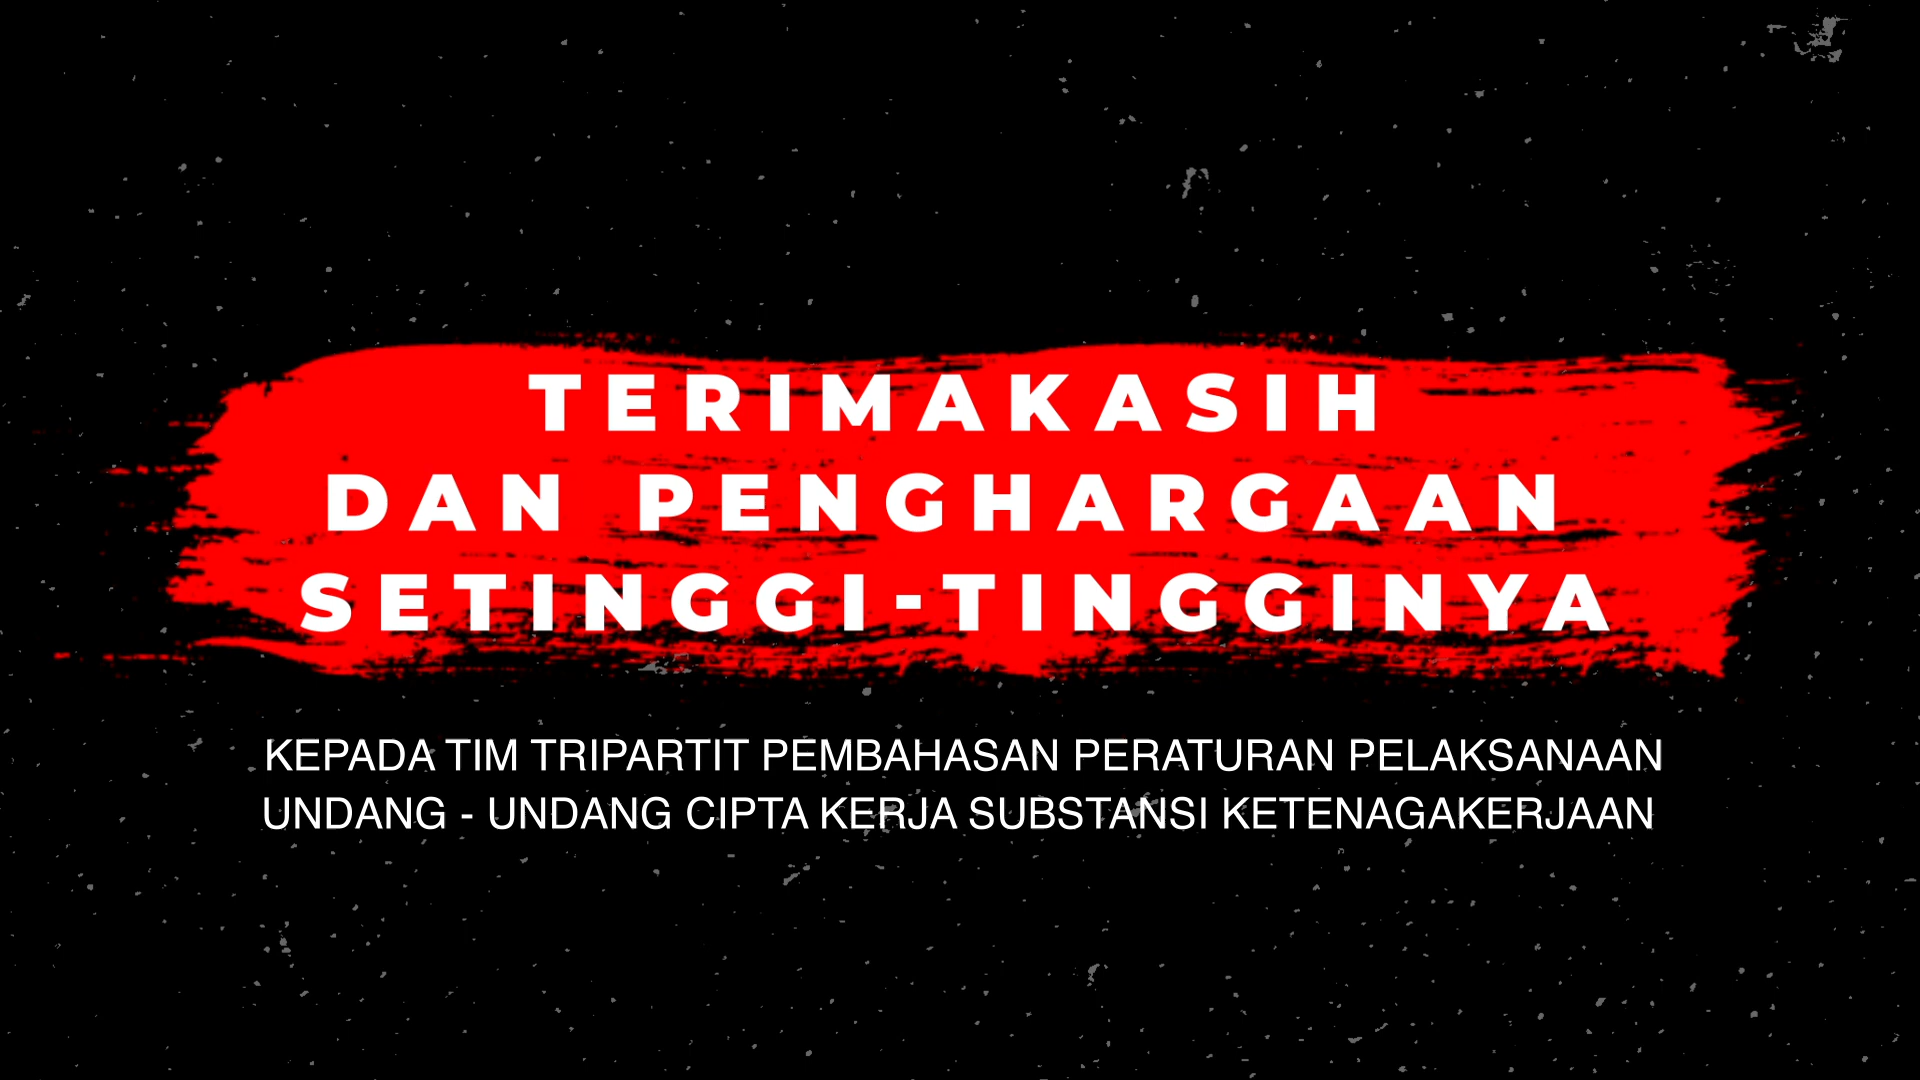 TERIMAKASIH
DAN PENGHARGAAN
SETINGGI-TINGGINYA
KEPADA TIM TRIPARTIT PEMBAHASAN PERATURAN PELAKSANAAN
UNDANG - UNDANG CIPTA KERJA SUBSTANSI KETENAGAKERJAAN